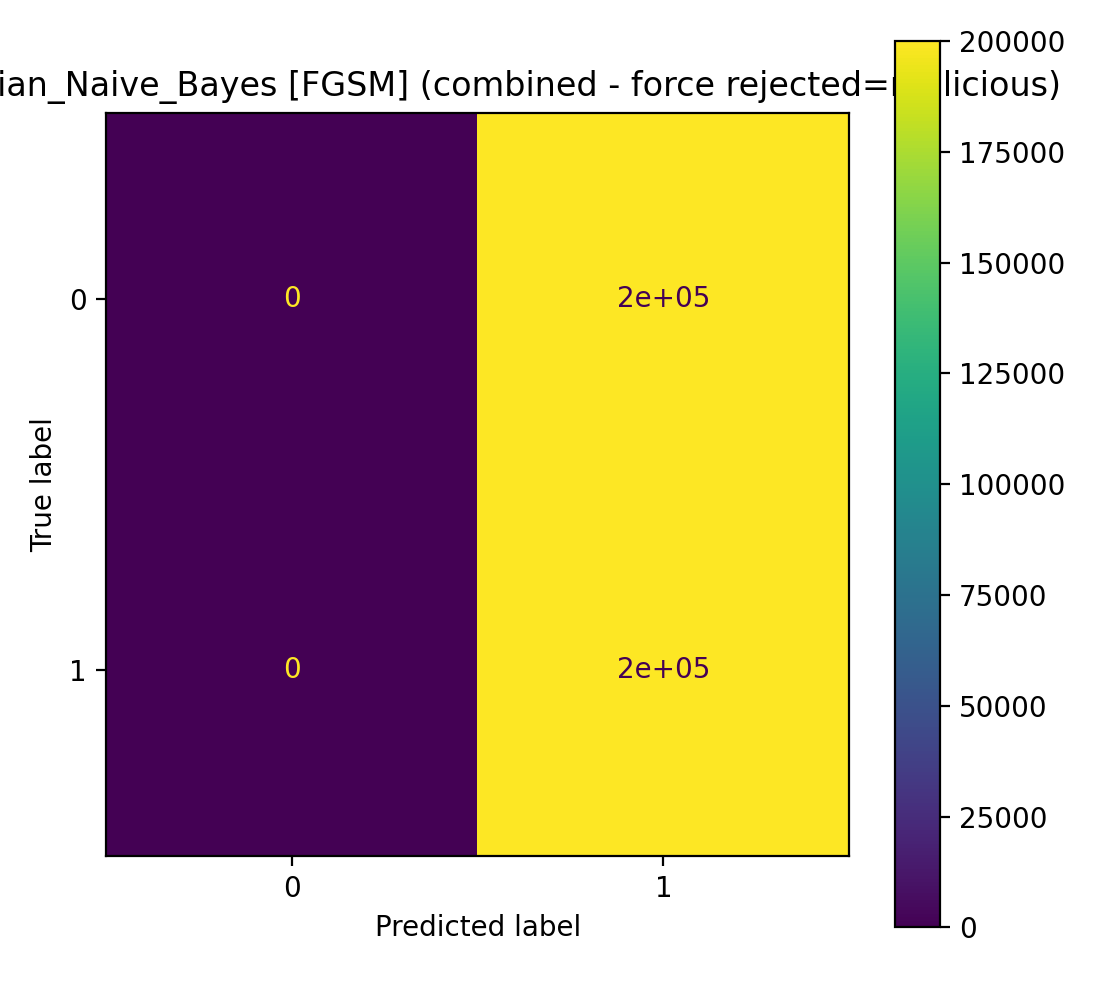 ian_Naive_Bayes [FGSM] (combined - force rejected= licious)
200000
175000
150000
125000
100000
75000
50000
25000
0
True label
0
0 2e+05
1
0 2e+05
0 1
Predicted label